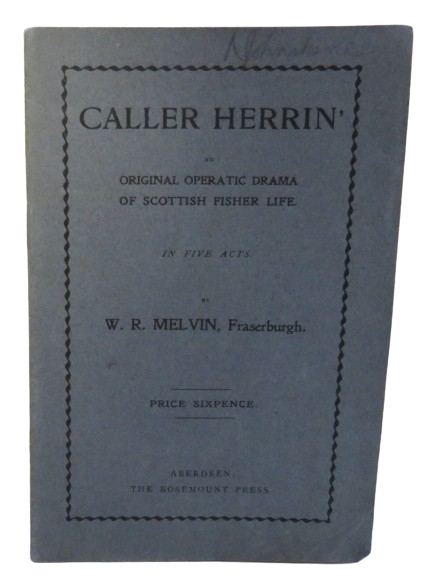 N Johnstone
CALLER HERRIN'
AN
ORIGINAL OPERATIC DRAMA
OF SCOTTISH FISHER LIFE.
IN FIVE ACTS.
BY
W. R. MELVIN, Fraserburgh.
PRICE SIXPENCE.
ABERDEEN:
THE ROSEMOUNT PRESS.